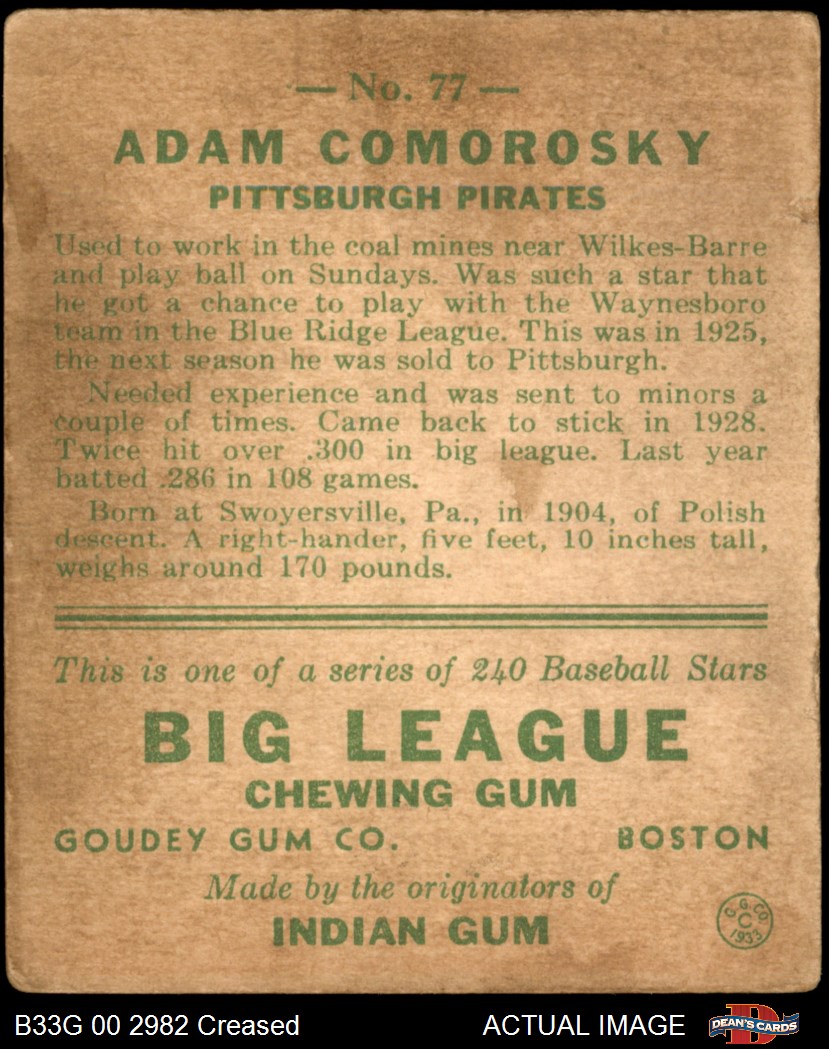 — No. 77 —
ADAM COMOROSKY
PITTSBURGH PIRATES
Used to work in the coal mines near Wilkes-Barre
and play ball on Sundays. Was such a star that
he got a chance to play with the Waynesboro
team in the Blue Ridge League. This was in 1925,
the next season he was sold to Pittsburgh.
Needed experience and was sent to minors a
couple of times. Came back to stick in 1928.
Twice hit over .300 in big league. Last year
batted .286 in 108 games.
Born at Swoyersville, Pa., in 1904, of Polish
descent. A right-hander, five feet, 10 inches tall,
weighs around 170 pounds.
This is one of a series of 240 Baseball Stars
BIG LEAGUE
CHEWING GUM
GOUDEY GUM CO. BOSTON
Made by the originators of
INDIAN GUM
G. G. CO.
C
1933
B33G 00 2982 Creased ACTUAL IMAGE
D
DEAN'S CARDS